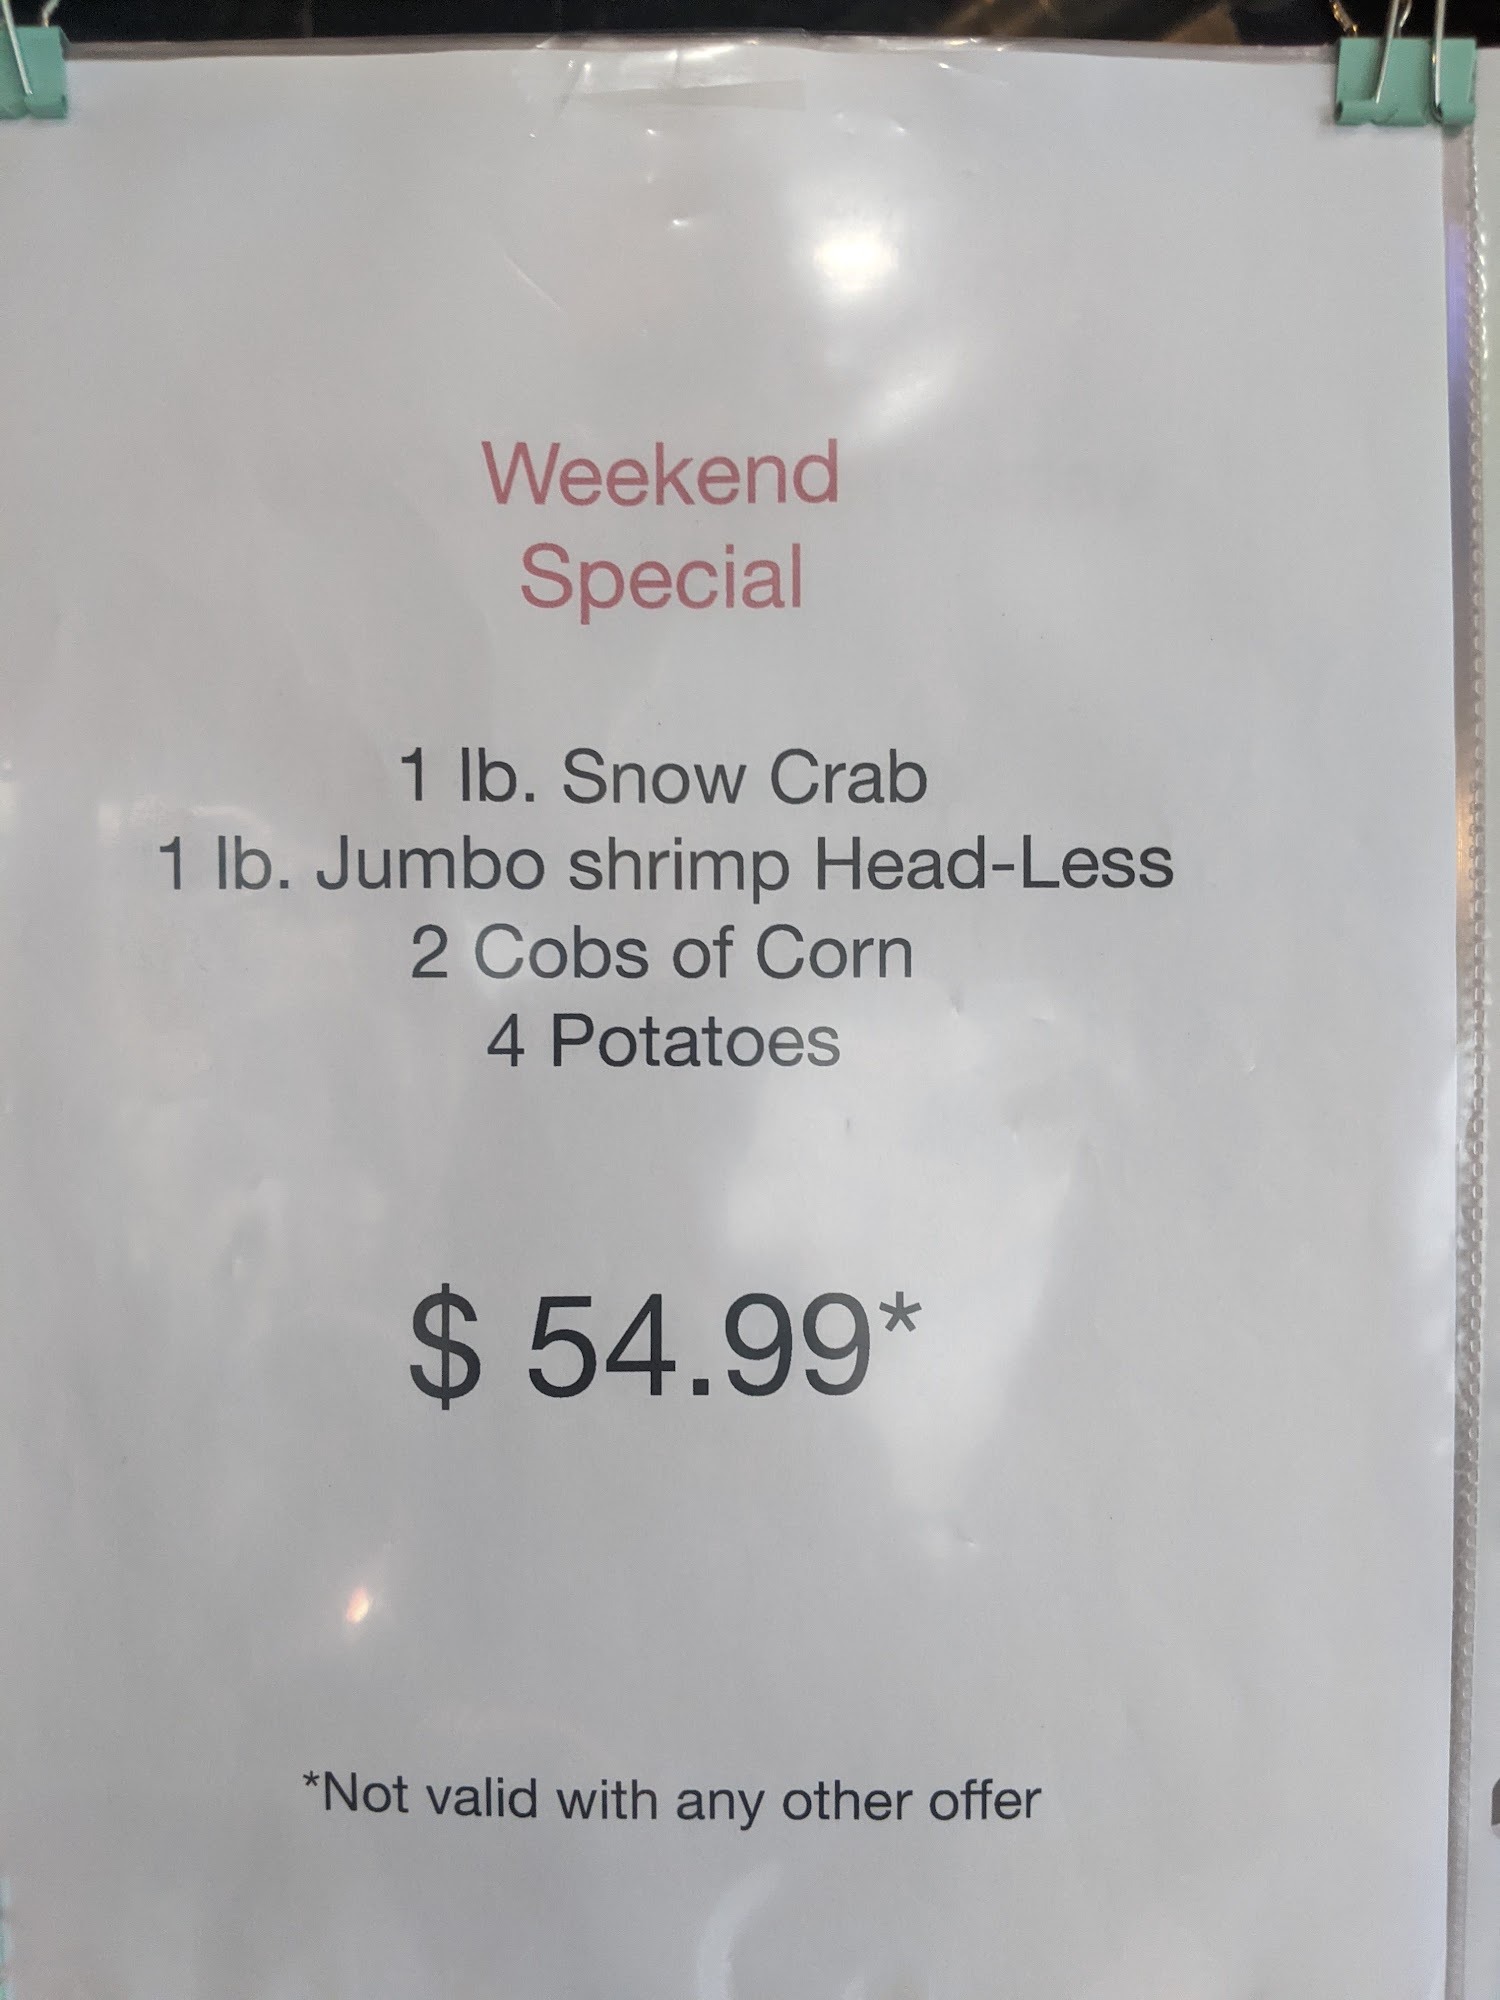 Weekend
Special
1 lb. Snow Crab
1 lb. Jumbo shrimp Head-Less
2 Cobs of Corn
4 Potatoes
$ 54.99*
*Not valid with any other offer